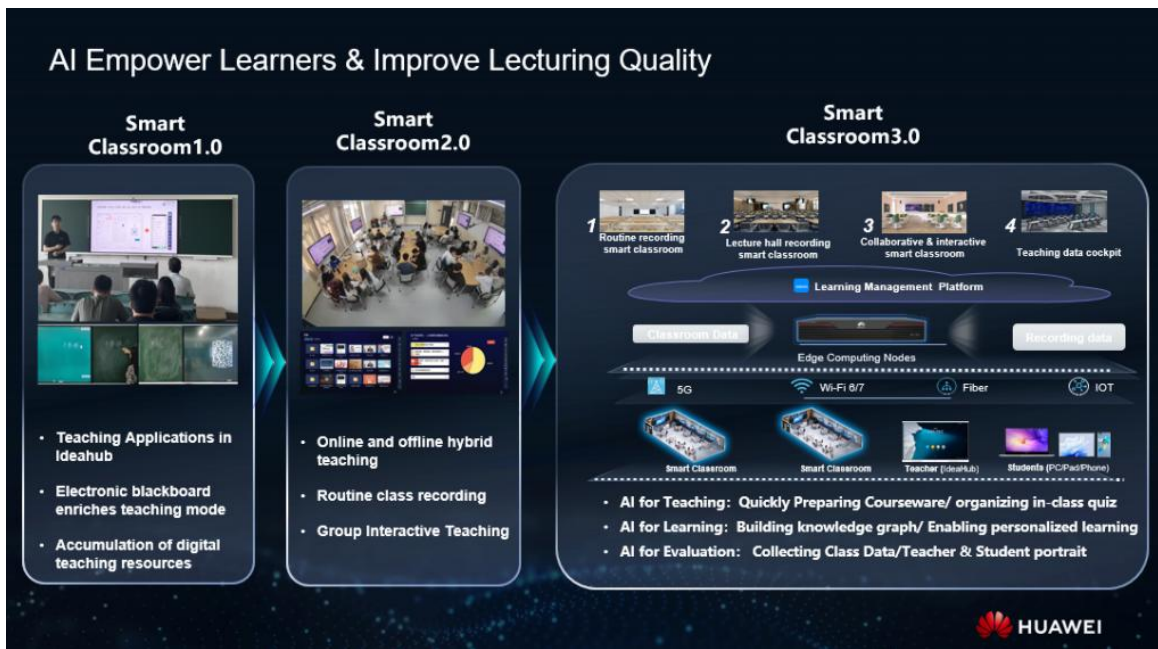 AI Empower Learners & Improve Lecturing Quality
Smart
Classroom1.0
• Teaching Applications in
Ideahub
• Electronic blackboard
enriches teaching mode
• Accumulation of digital
teaching resources
Smart
Classroom2.0
• Online and offline hybrid
teaching
• Routine class recording
• Group Interactive Teaching
Smart
Classroom3.0
1
Routine recording
smart classroom
2
Lecture hall recording
smart classroom
3
Collaborative & interactive
smart classroom
4
Teaching data cockpit
Learning Management Platform
Classroom Data
Recording data
Edge Computing Nodes
5G
Wi-Fi 6/7
Fiber
IOT
Smart Classroom
Smart Classroom
Teacher (IdeaHub)
Students (PC/Pad/Phone)
• AI for Teaching: Quickly Preparing Courseware/ organizing in-class quiz
• AI for Learning: Building knowledge graph/ Enabling personalized learning
• AI for Evaluation: Collecting Class Data/Teacher & Student portrait
HUAWEI